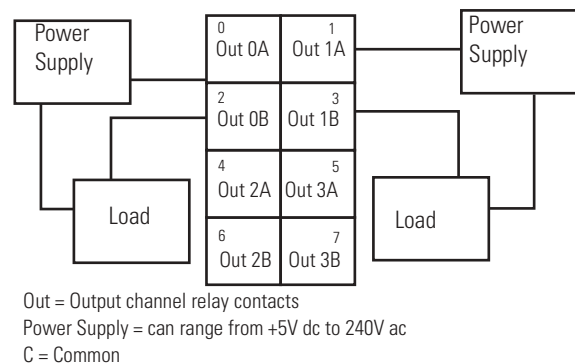 Power
Supply
0
Out 0A
1
Out 1A
Power
Supply
2
Out 0B
3
Out 1B
4
Out 2A
5
Out 3A
Load
Load
6
Out 2B
7
Out 3B
Out = Output channel relay contacts
Power Supply = can range from +5V dc to 240V ac
C = Common